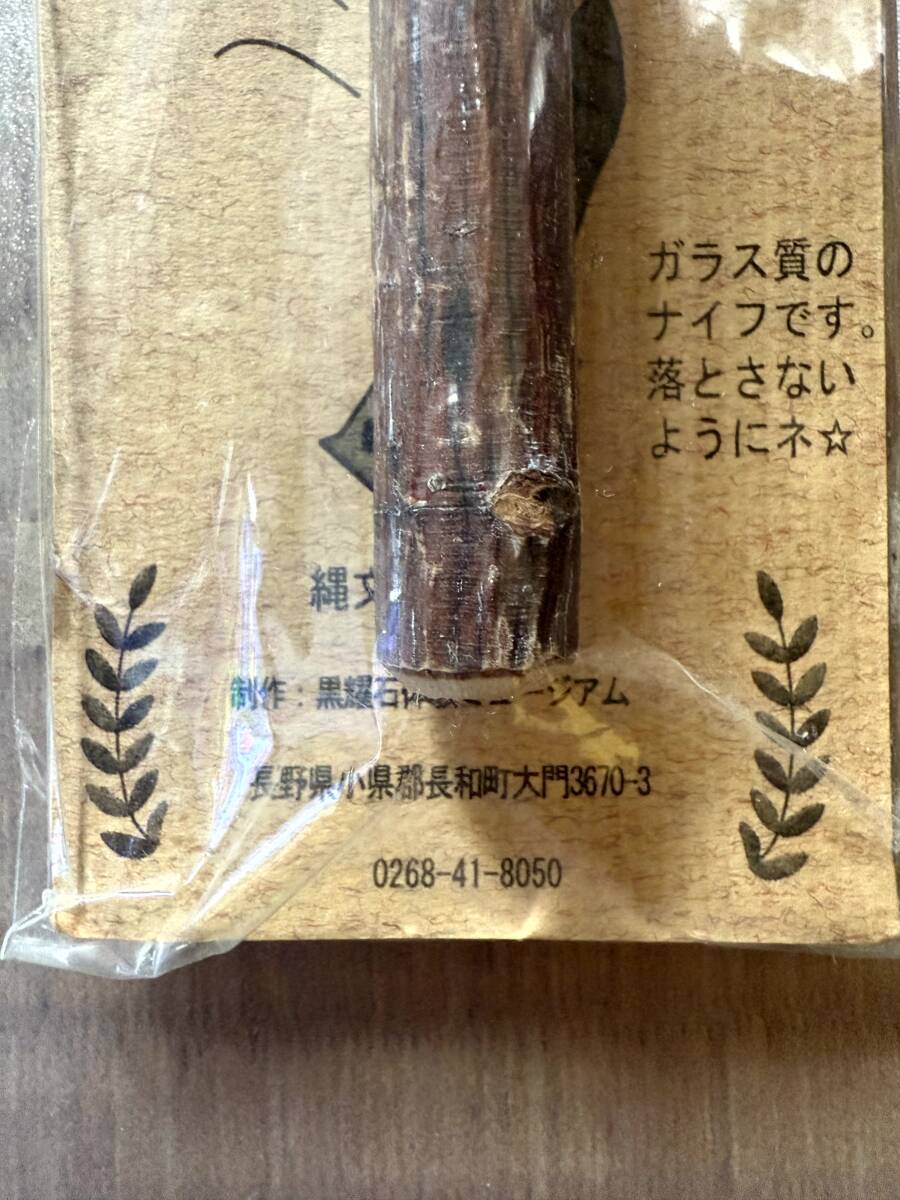 ガラス質の
ナイフです。
落とさない
ようにネ☆
縄文
制作：黒耀石
ージアム
長野県小県郡長和町大門3670-3
0268-41-8050